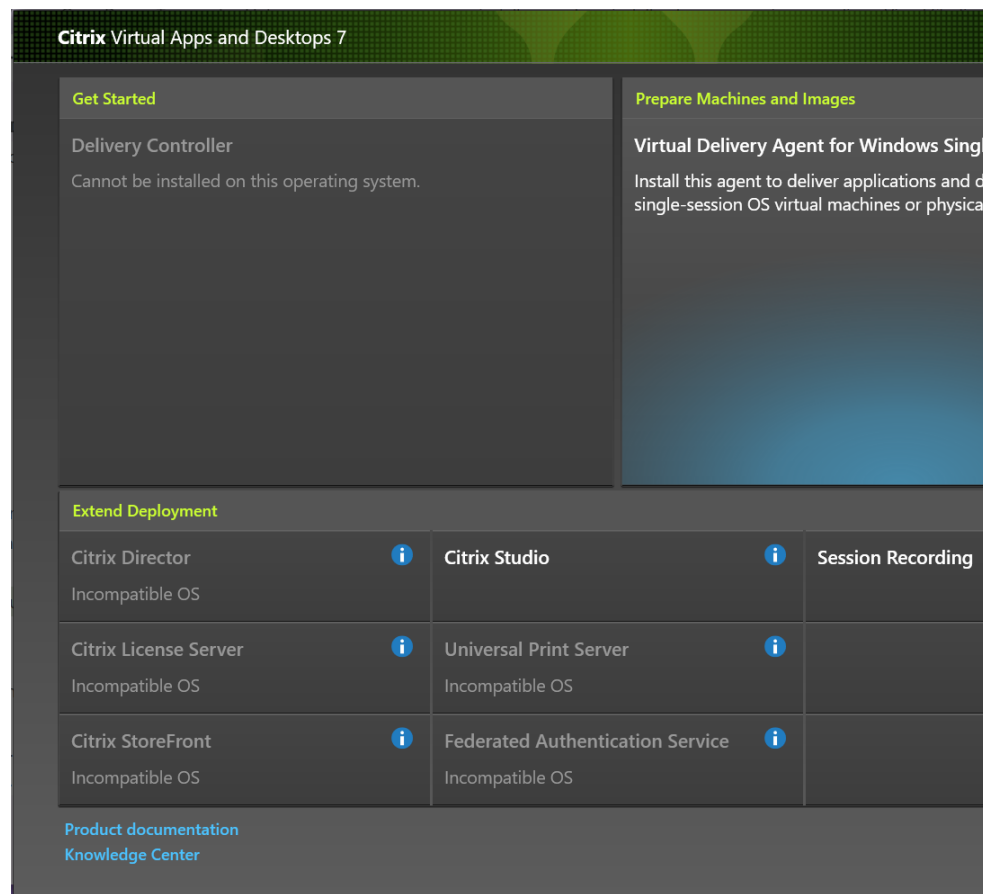 Citrix Virtual Apps and Desktops 7
Get Started
Delivery Controller
Cannot be installed on this operating system.
Prepare Machines and Images
Virtual Delivery Agent for Windows Singl
Install this agent to deliver applications and d
single-session OS virtual machines or physica
Extend Deployment
Citrix Director
Incompatible OS
Citrix Studio
Session Recording
Citrix License Server
Incompatible OS
Universal Print Server
Incompatible OS
Citrix StoreFront
Incompatible OS
Federated Authentication Service
Incompatible OS
Product documentation
Knowledge Center